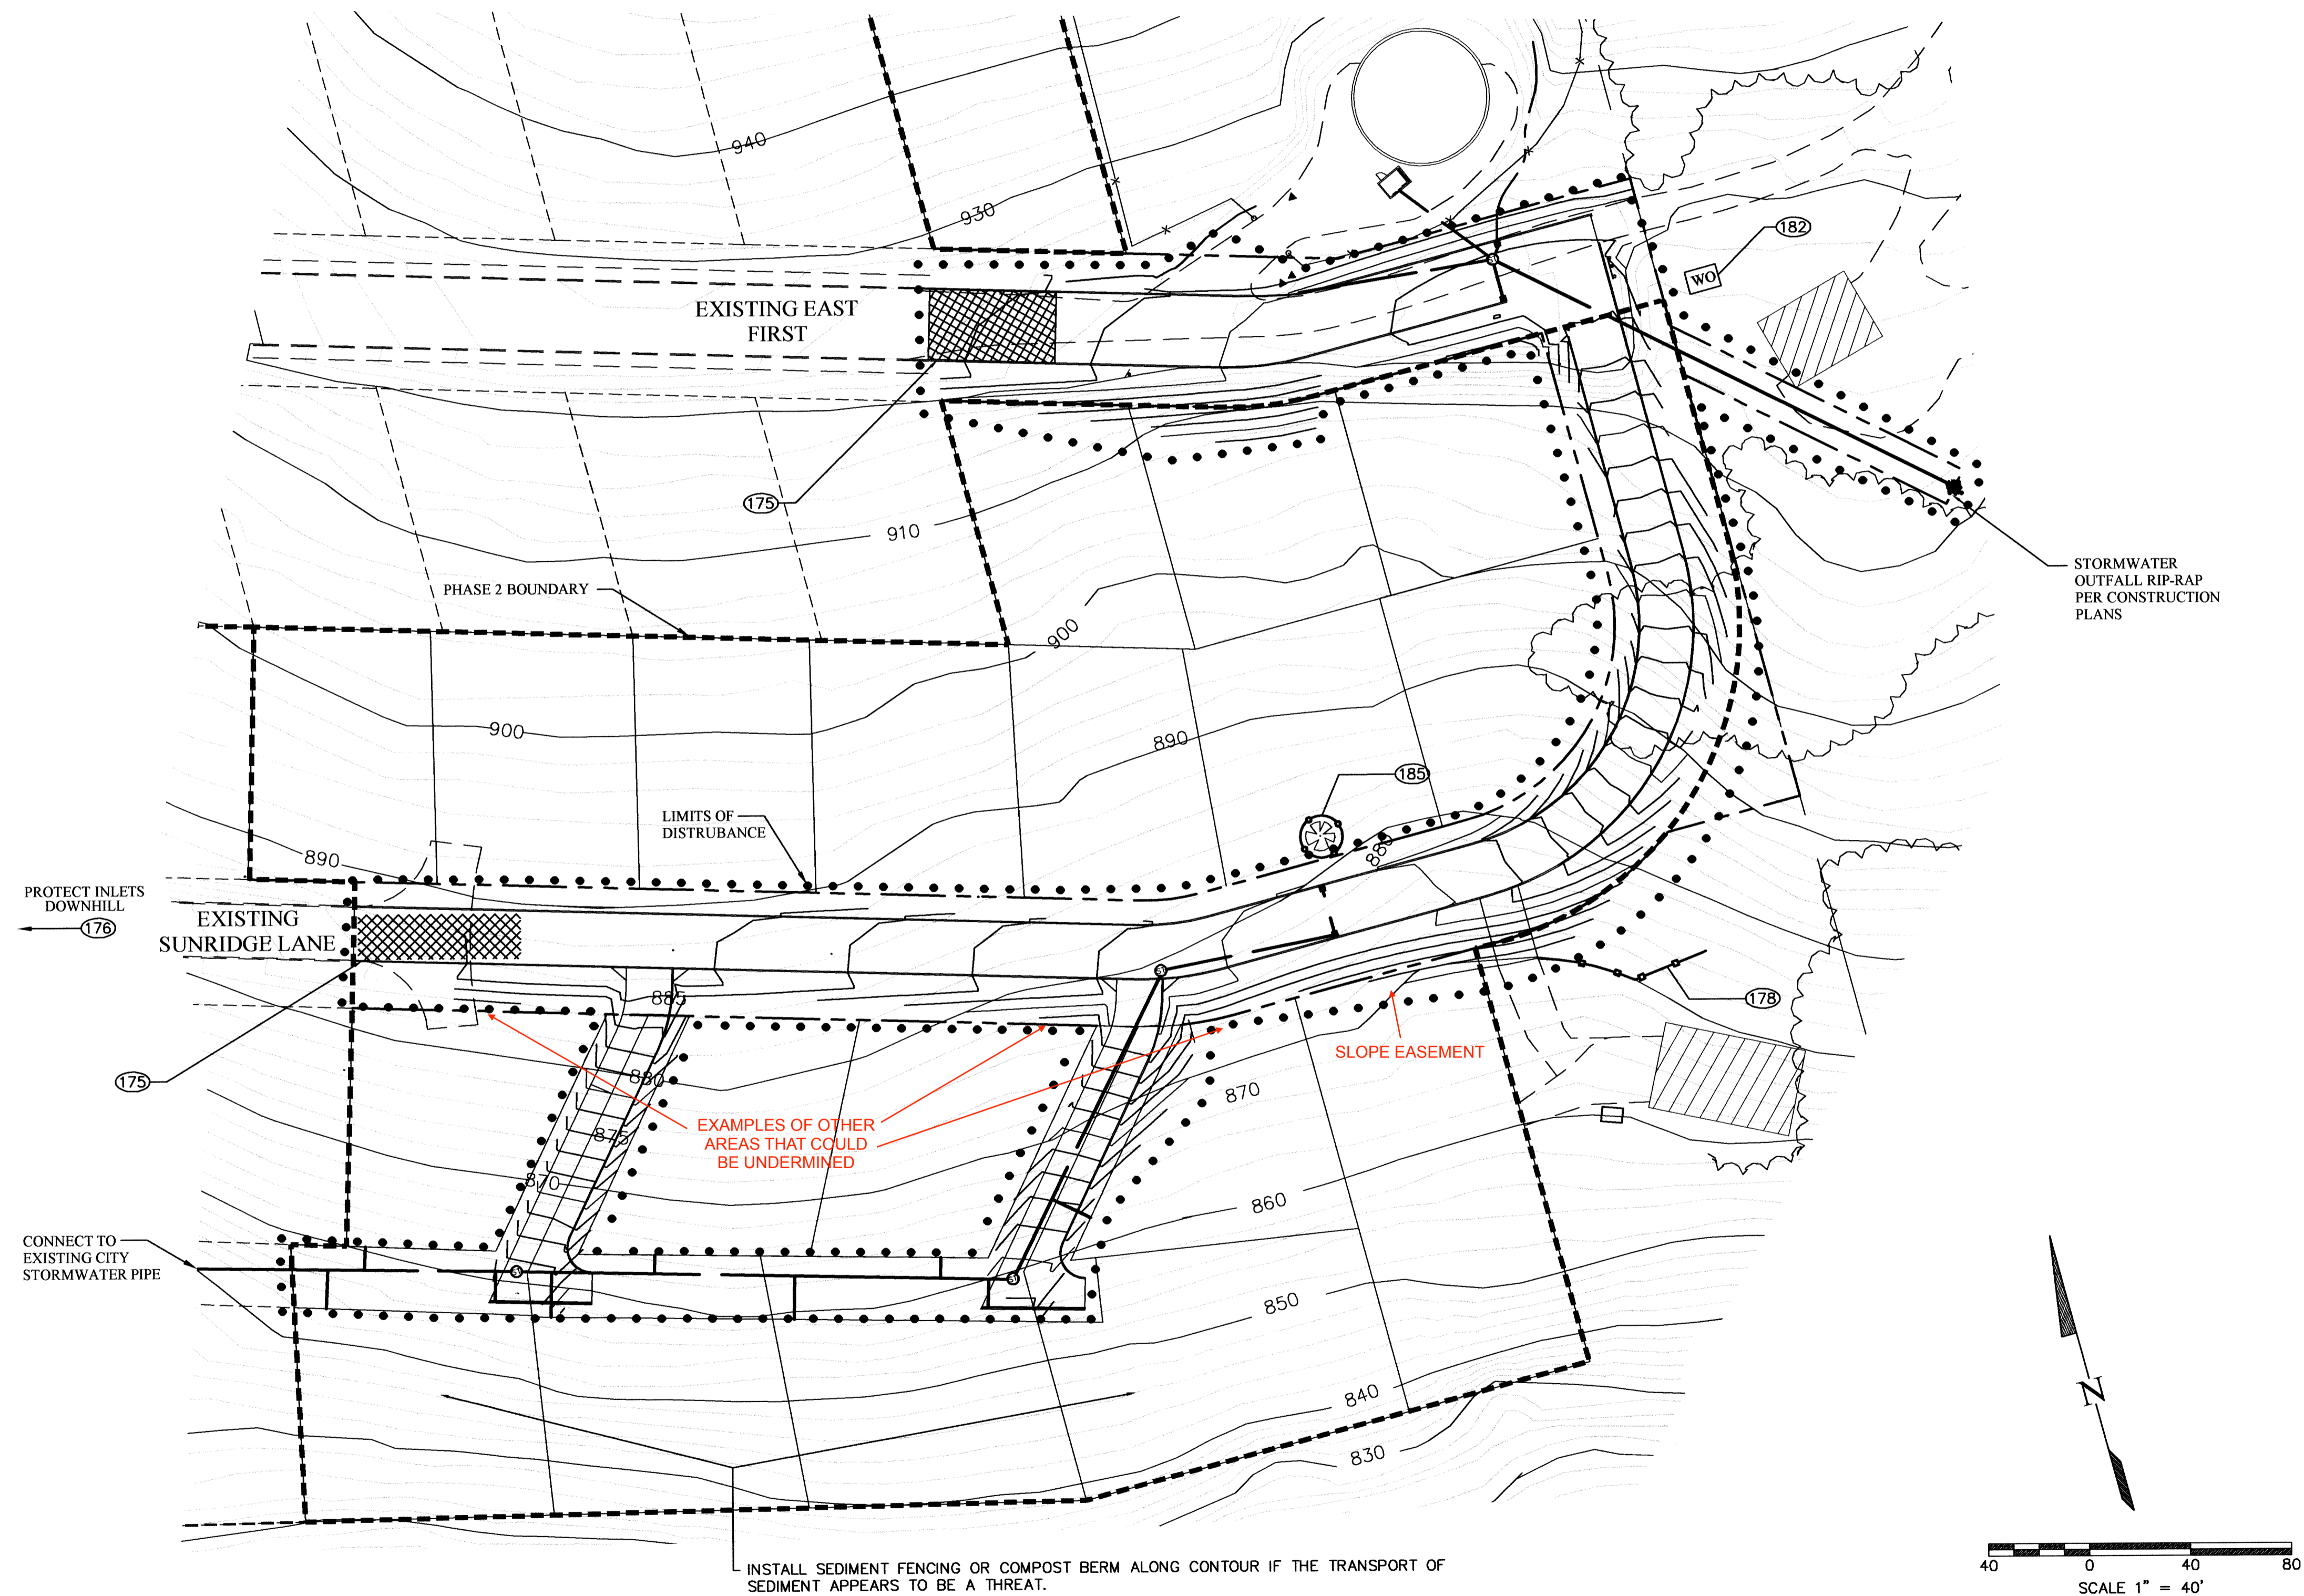 940
930
182
WO
EXISTING EAST
FIRST
175
910
STORMWATER
OUTFALL RIP-RAP
PER CONSTRUCTION
PLANS
PHASE 2 BOUNDARY
900
900
890
185
LIMITS OF
DISTRUBANCE
880
890
PROTECT INLETS
DOWNHILL
176
EXISTING
SUNRIDGE LANE
885
178
SLOPE EASEMENT
175
880
870
EXAMPLES OF OTHER
AREAS THAT COULD
BE UNDERMINED
875
870
860
CONNECT TO
EXISTING CITY
STORMWATER PIPE
850
840
830
N
INSTALL SEDIMENT FENCING OR COMPOST BERM ALONG CONTOUR IF THE TRANSPORT OF
SEDIMENT APPEARS TO BE A THREAT.
40 0 40 80
SCALE 1" = 40'